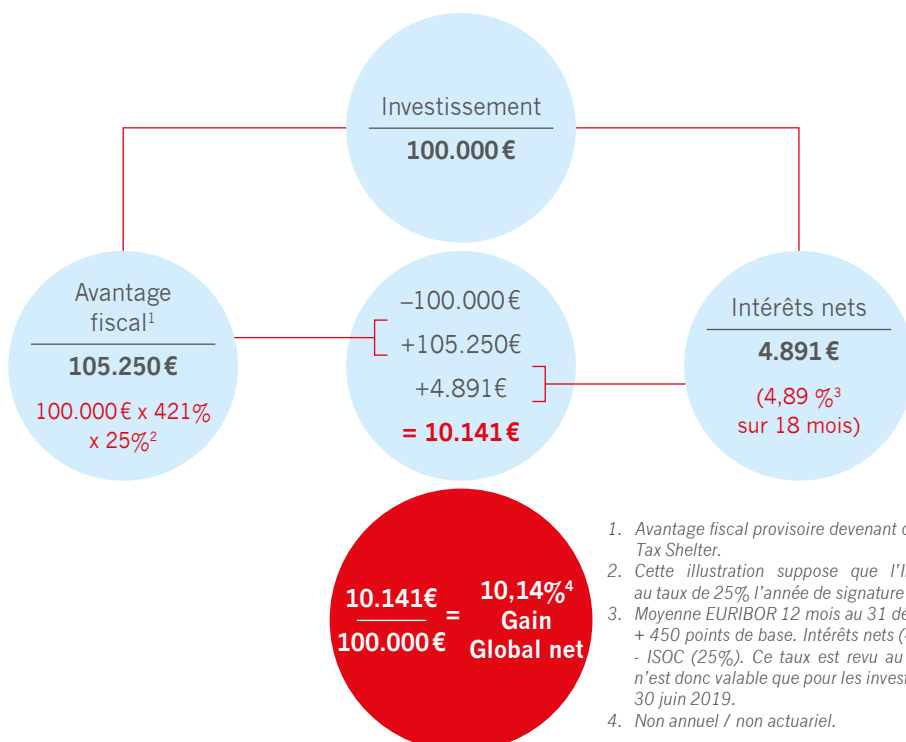 Investissement
100.000 €
Avantage
fiscal1
105.250 €
100.000 € x 421%
x 25%2
–100.000 €
+105.250€
+4.891€
= 10.141 €
Intérêts nets
4.891 €
(4,89 %3
sur 18 mois)
10.141€
100.000 €
=
10,14%4
Gain
Global net
1. Avantage fiscal provisoire devenant
Tax Shelter.
2. Cette illustration suppose que
au taux de 25% l'année de signature
3. Moyenne EURIBOR 12 mois au 31
+ 450 points de base. Intérêts nets
- ISOC (25%). Ce taux est revu au
n'est donc valable que pour les
30 juin 2019.
4. Non annuel / non actuariel.